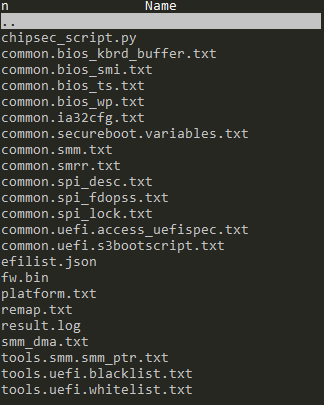 n Name
..
chipsec_script.py
common.bios_kbrd_buffer.txt
common.bios_smi.txt
common.bios_ts.txt
common.bios_wp.txt
common.ia32cfg.txt
common.secureboot.variables.txt
common.smm.txt
common.smrr.txt
common.spi_desc.txt
common.spi_fdopss.txt
common.spi_lock.txt
common.uefi.access_uefispec.txt
common.uefi.s3bootscript.txt
efilist.json
fw.bin
platform.txt
remap.txt
result.log
smm_dma.txt
tools.smm.smm_ptr.txt
tools.uefi.blacklist.txt
tools.uefi.whitelist.txt